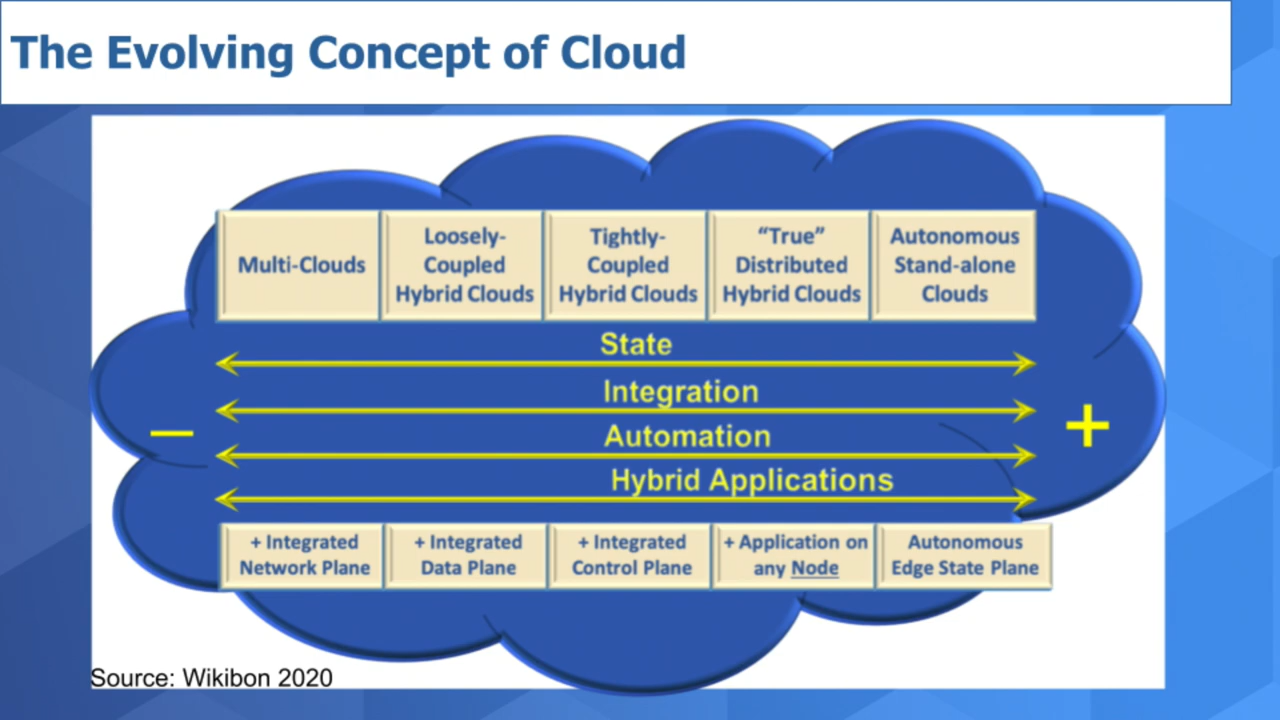 The Evolving Concept of Cloud
Multi-Clouds
Loosely-
Coupled
Hybrid Clouds
Tightly-
Coupled
Hybrid Clouds
“True”
Distributed
Hybrid Clouds
Autonomous
Stand-alone
Clouds
State
Integration
Automation
Hybrid Applications
–
+
+ Integrated
Network Plane
+ Integrated
Data Plane
+ Integrated
Control Plane
+ Application on
any Node
Autonomous
Edge State Plane
Source: Wikibon 2020